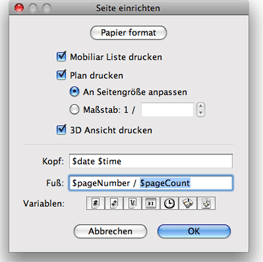 Seite einrichten
Papier format
Mobiliar Liste drucken
Plan drucken
An Seitengröße anpassen
Maßstab: 1 /
3D Ansicht drucken
Kopf: $date $time
Fuß: $pageNumber / $pageCount
Variablen:
Abbrechen OK